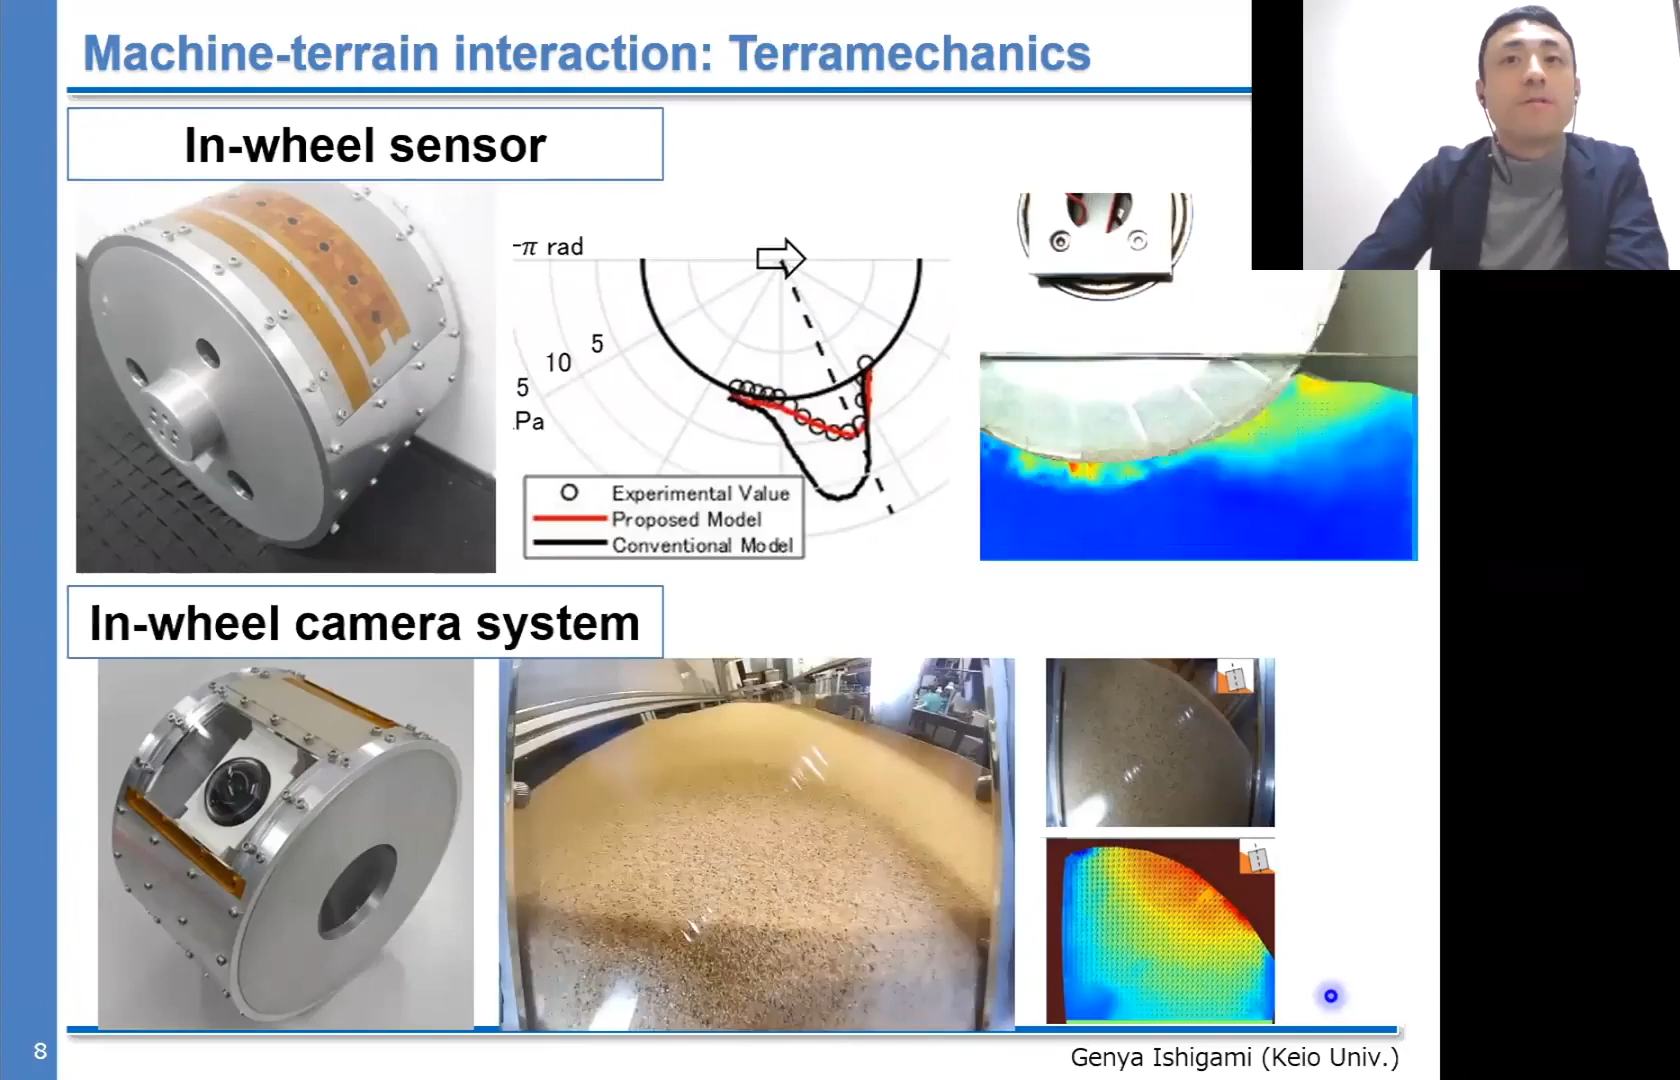 Machine-terrain interaction: Terramechanics
In-wheel sensor
-π rad
5
10
5
Pa
Experimental Value
Proposed Model
Conventional Model
In-wheel camera system
8
Genya Ishigami (Keio Univ.)